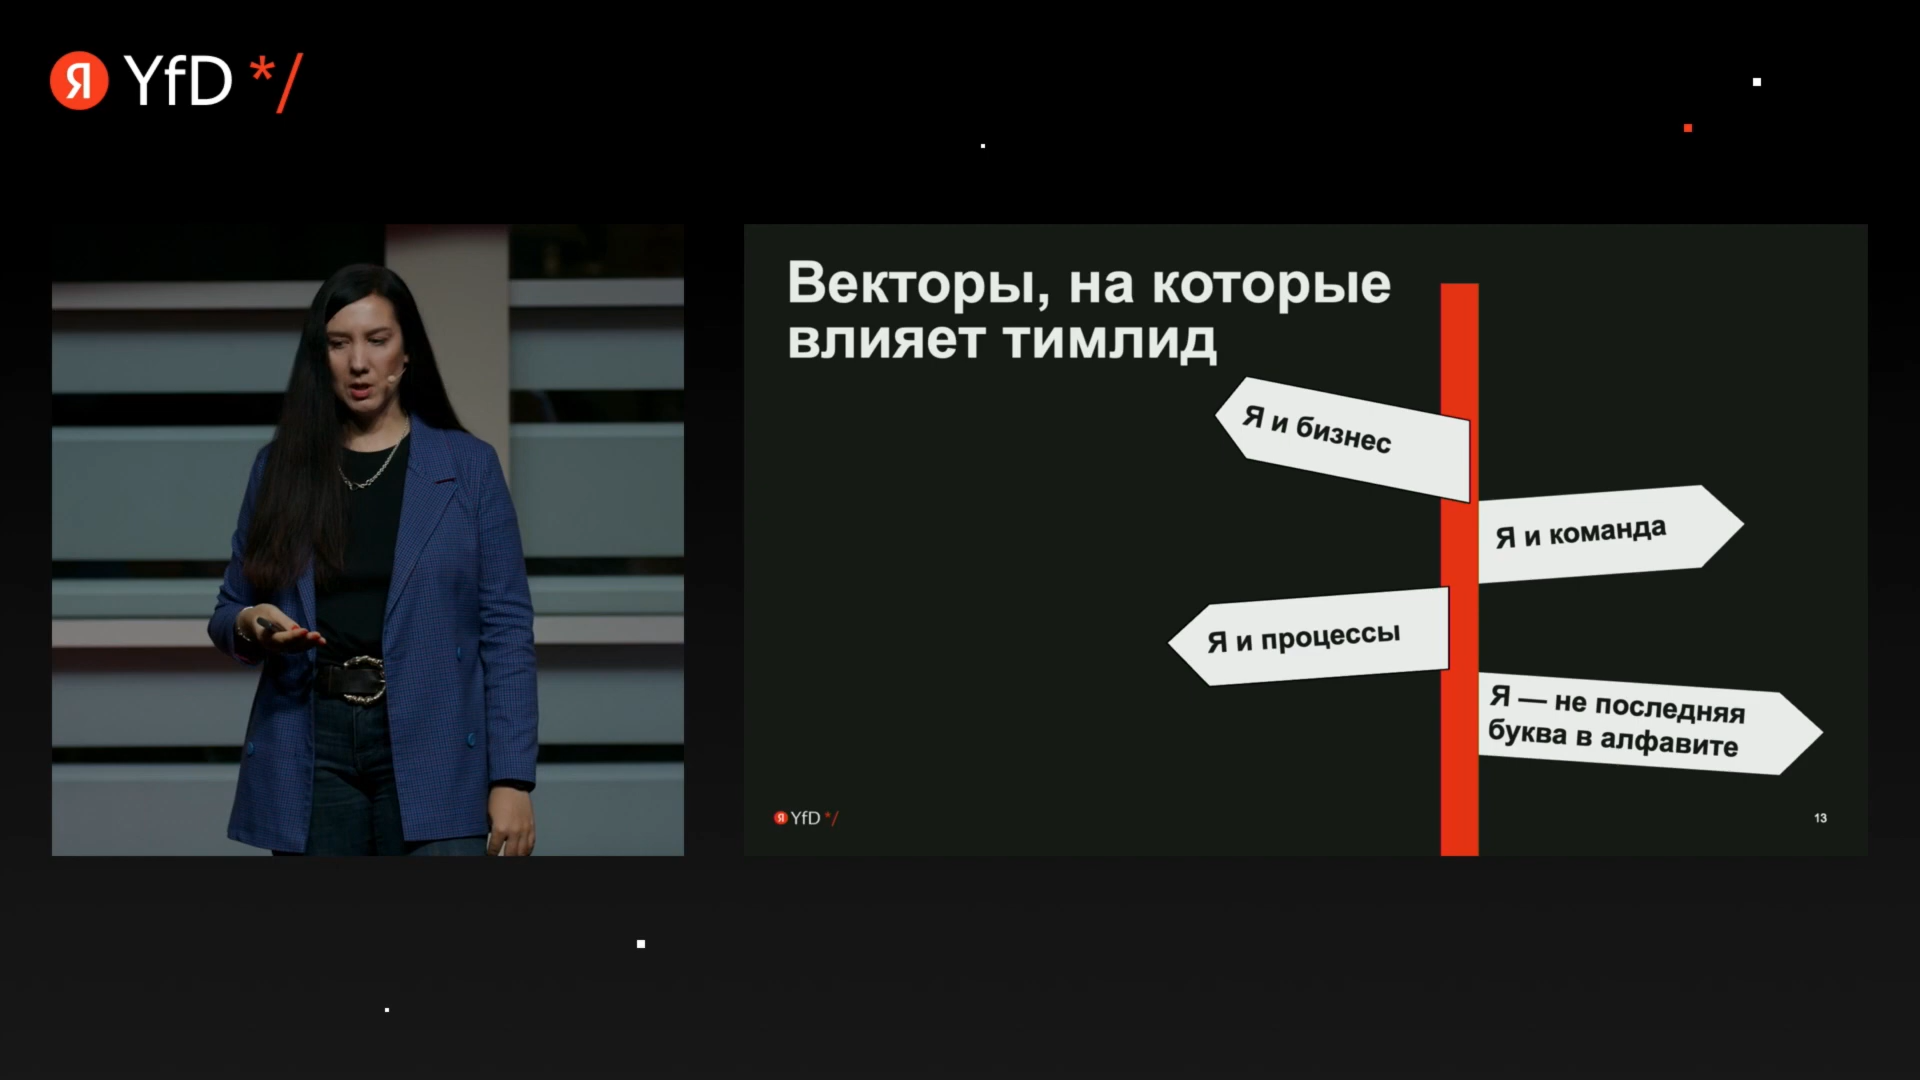 Я YfD */
Векторы, на которые
влияет тимлид
Я и бизнес
Я и команда
Я и процессы
Я — не последняя
буква в алфавите
Я YfD */
13